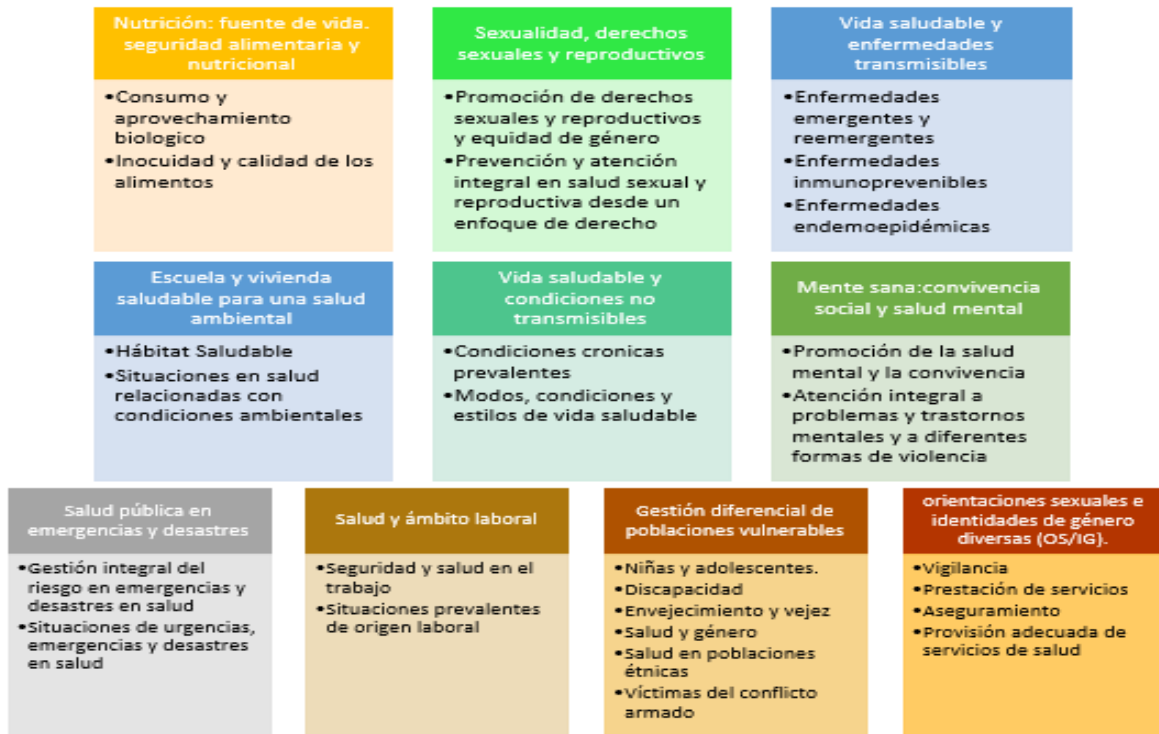 Nutrición: fuente de vida.
seguridad alimentaria y
nutricional
•Consumo y
aprovechamiento
biologico
•Inocuidad y calidad de los
alimentos
Sexualidad, derechos
sexuales y reproductivos
•Promoción de derechos
sexuales y reproductivos
y equidad de género
•Prevención y atención
integral en salud sexual y
reproductiva desde un
enfoque de derecho
Vida saludable y
enfermedades
transmisibles
•Enfermedades
emergentes y
reemergentes
•Enfermedades
inmunoprevenibles
•Enfermedades
endemoepidémicas
Escuela y vivienda
saludable para una salud
ambiental
•Hábitat Saludable
•Situaciones en salud
relacionadas con
condiciones ambientales
Vida saludable y
condiciones no
transmisibles
•Condiciones cronicas
prevalentes
•Modos, condiciones y
estilos de vida saludable
Mente sana:convivencia
social y salud mental
•Promoción de la salud
mental y la convivencia
•Atención integral a
problemas y trastornos
mentales y a diferentes
formas de violencia
Salud pública en
emergencias y desastres
•Gestión integral del
riesgo en emergencias y
desastres en salud
•Situaciones de urgencias,
emergencias y desastres
en salud
Salud y ámbito laboral
•Seguridad y salud en el
trabajo
•Situaciones prevalentes
de origen laboral
Gestión diferencial de
poblaciones vulnerables
•Niñas y adolescentes.
•Discapacidad
•Envejecimiento y vejez
•Salud y género
•Salud en poblaciones
étnicas
•Víctimas del conflicto
armado
orientaciones sexuales e
identidades de género
diversas (OS/IG).
•Vigilancia
•Prestación de servicios
•Aseguramiento
•Provisión adecuada de
servicios de salud